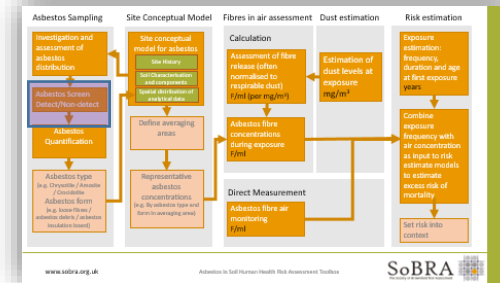 Asbestos Sampling
Investigation and
assessment of
asbestos
distribution
Asbestos Screen
Detect/Non-detect
Asbestos
Quantification
Asbestos type
(e.g. Chrysotile / Amosite
/ Crocidolite
Asbestos form
(e.g. loose fibres /
asbestos debris / asbestos
insulation board)
Site Conceptual Model
Site conceptual
model for asbestos
Site History
Soil Characterisation
and components
Spatial distribution of
analytical data
Define averaging
areas
Representative
asbestos
concentrations
(e.g. By asbestos type and
form in averaging area)
Fibres in air assessment
Calculation
Assessment of fibre
release (often
normalised to
respirable dust)
F/ml (per mg/m³)
Asbestos fibre
concentrations
during exposure
F/ml
Direct Measurement
Asbestos fibre air
monitoring
F/ml
Dust estimation
Estimation of
dust levels at
exposure
mg/m³
Risk estimation
Exposure
estimation:
frequency,
duration and age
at first exposure
years
Combine
exposure
frequency with
air concentration
as input to risk
estimate models
to estimate
excess risk of
mortality
Set risk into
context
www.sobra.org.uk
Asbestos in Soil Human Health Risk Assessment Toolbox
SoBRA